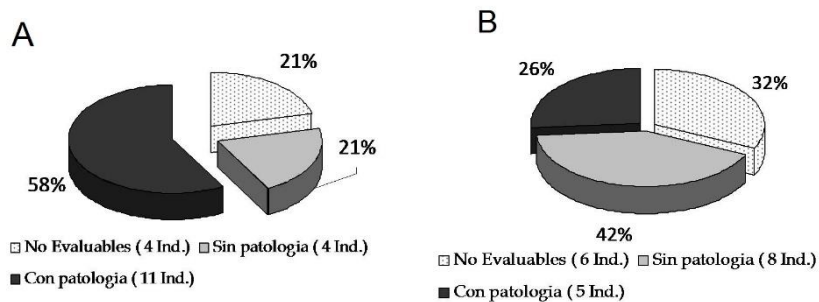 A
21%
21%
58%
No Evaluables ( 4 Ind.) Sin patologia ( 4 Ind.)
Con patologia ( 11 Ind.)
B
26%
32%
42%
No Evaluables ( 6 Ind.) Sin patologia ( 8 Ind.)
Con patologia ( 5 Ind.)